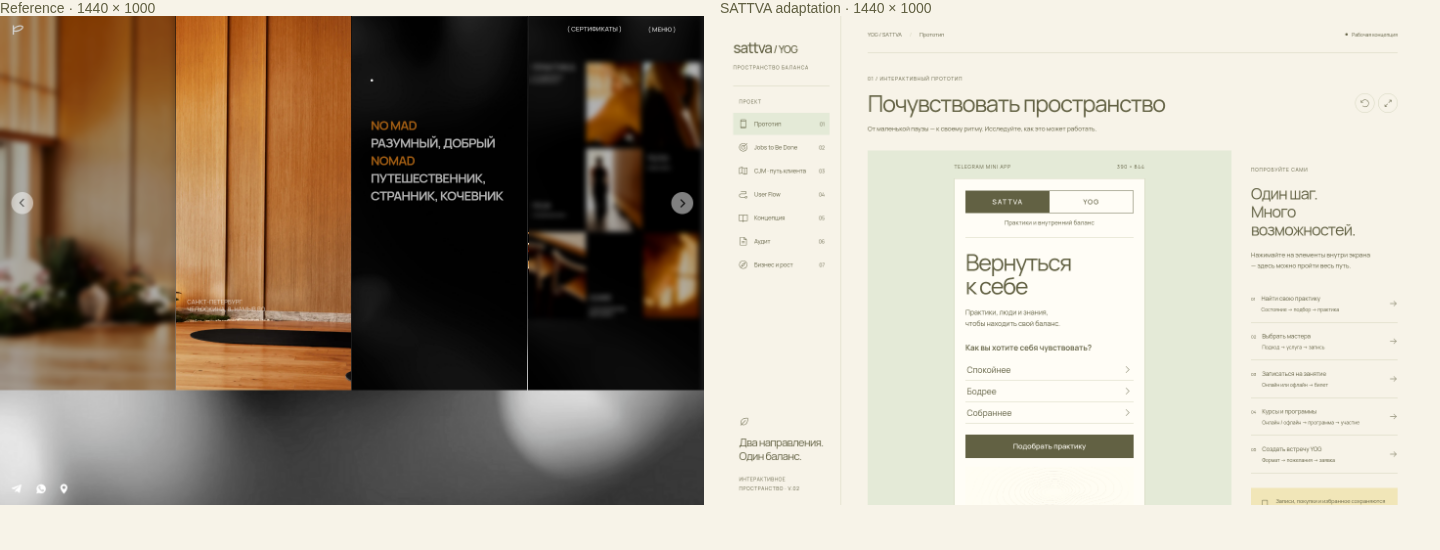 Reference · 1440 × 1000
SATTVA adaptation · 1440 × 1000
( СЕРТИФИКАТЫ )
( МЕНЮ )
NO MAD
РАЗУМНЫЙ, ДОБРЫЙ
NOMAD
ПУТЕШЕСТВЕННИК,
СТРАННИК, КОЧЕВНИК
САНКТ-ПЕТЕРБУРГ
sattva / YOG
ПРОСТРАНСТВО БАЛАНСА
ПРОЕКТ
Прототип 01
Jobs to Be Done 02
CJM · путь клиента 03
User Flow 04
Концепция 05
Аудит 06
Бизнес и рост 07
Два направления.
Один баланс.
ИНТЕРАКТИВНОЕ
ПРОСТРАНСТВО · V.02
YOG / SATTVA
Прототип
Рабочая концепция
01 / ИНТЕРАКТИВНЫЙ ПРОТОТИП
Почувствовать пространство
От маленькой паузы — к своему ритму. Исследуйте, как это может работать.
TELEGRAM MINI APP
390 × 844
SATTVA
YOG
Практики и внутренний баланс
Вернуться
к себе
Практики, люди и знания,
чтобы находить свой баланс.
Как вы хотите себя чувствовать?
Спокойнее
Бодрее
Собраннее
Подобрать практику
ПОПРОБУЙТЕ САМИ
Один шаг.
Много
возможностей.
Нажимайте на элементы внутри экрана
— здесь можно пройти весь путь.
01 Найти свою практику
Состояние → подбор → практика
02 Выбрать мастера
Подход → услуга → запись
03 Записаться на занятие
Онлайн или офлайн → билет
04 Курсы и программы
Онлайн / офлайн → программа → участие
05 Создать встречу YOG
Формат → пожелания → заявка
Записи, покупки и избранное сохраняются